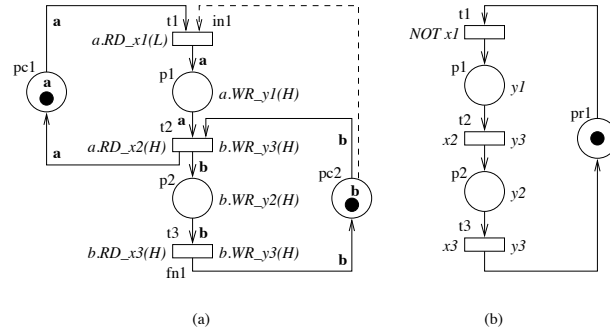 t1 in1
a
a.RD_x1(L)
a
pc1
a
p1
a.WR_y1(H)
a
t2
a.RD_x2(H) b.WR_y3(H)
a
b
b
p2
pc2
b
b.WR_y2(H)
t3
b
b.RD_x3(H) b.WR_y3(H)
fn1
b
(a)
t1
NOT x1
p1
y1
t2
pr1
x2 y3
p2
y2
t3
x3 y3
(b)